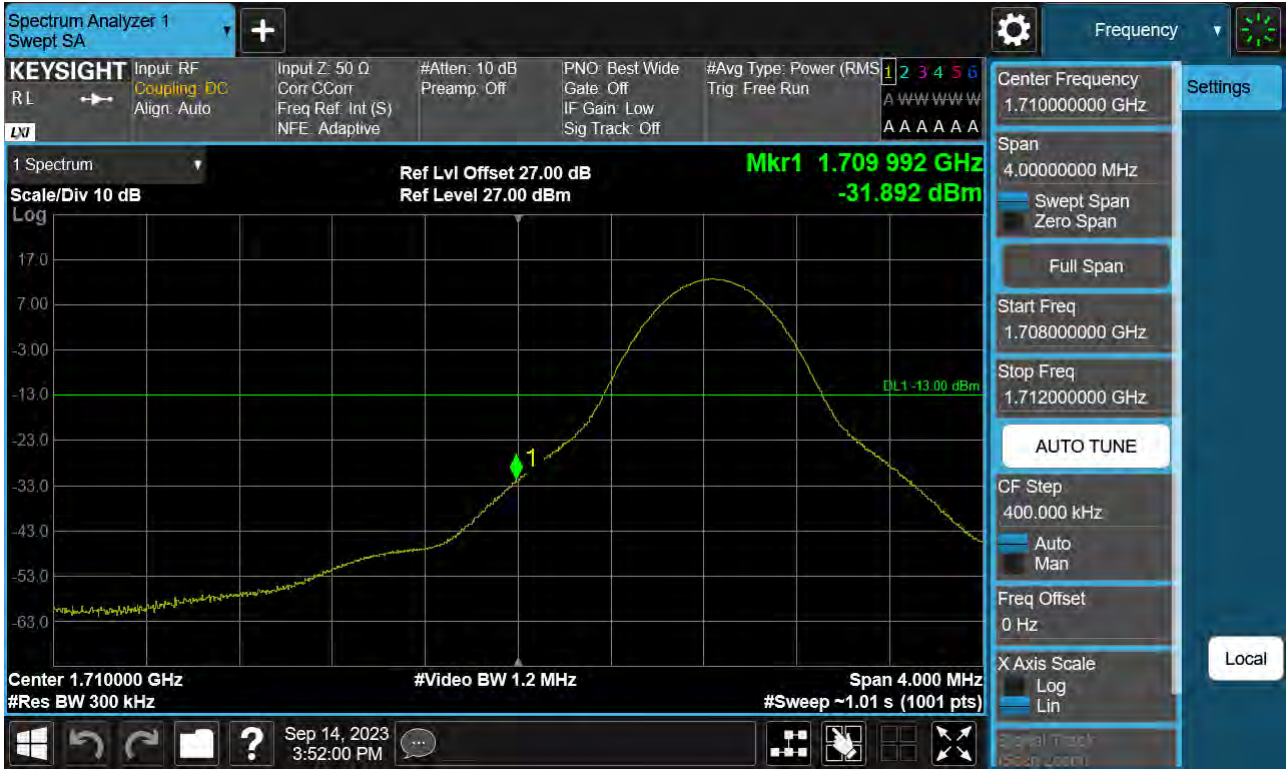 Spectrum Analyzer 1
Swept SA
Frequency
KEYSIGHT
RL
LXI
Input: RF
Coupling: DC
Align: Auto
Input Z: 50 Ω
Corr CCorr
Freq Ref: Int (S)
NFE: Adaptive
#Atten: 10 dB
Preamp: Off
PNO: Best Wide
Gate: Off
IF Gain: Low
Sig Track: Off
#Avg Type: Power (RMS
Trig: Free Run
1 2 3 4 5 6
A W W W W W
A A A A A A
1 Spectrum
Scale/Div 10 dB
Log
Ref Lvl Offset 27.00 dB
Ref Level 27.00 dBm
Mkr1 1.709 992 GHz
-31.892 dBm
17.0
7.00
-3.00
-13.0
-23.0
-33.0
-43.0
-53.0
-63.0
DL1 -13.00 dBm
1
Center 1.710000 GHz
#Res BW 300 kHz
#Video BW 1.2 MHz
Span 4.000 MHz
#Sweep ~1.01 s (1001 pts)
Center Frequency
1.710000000 GHz
Settings
Span
4.00000000 MHz
Swept Span
Zero Span
Full Span
Start Freq
1.708000000 GHz
Stop Freq
1.712000000 GHz
AUTO TUNE
CF Step
400.000 kHz
Auto
Man
Freq Offset
0 Hz
X Axis Scale
Log
Lin
Signal Track
(Span Zoom)
Local
?
Sep 14, 2023
3:52:00 PM